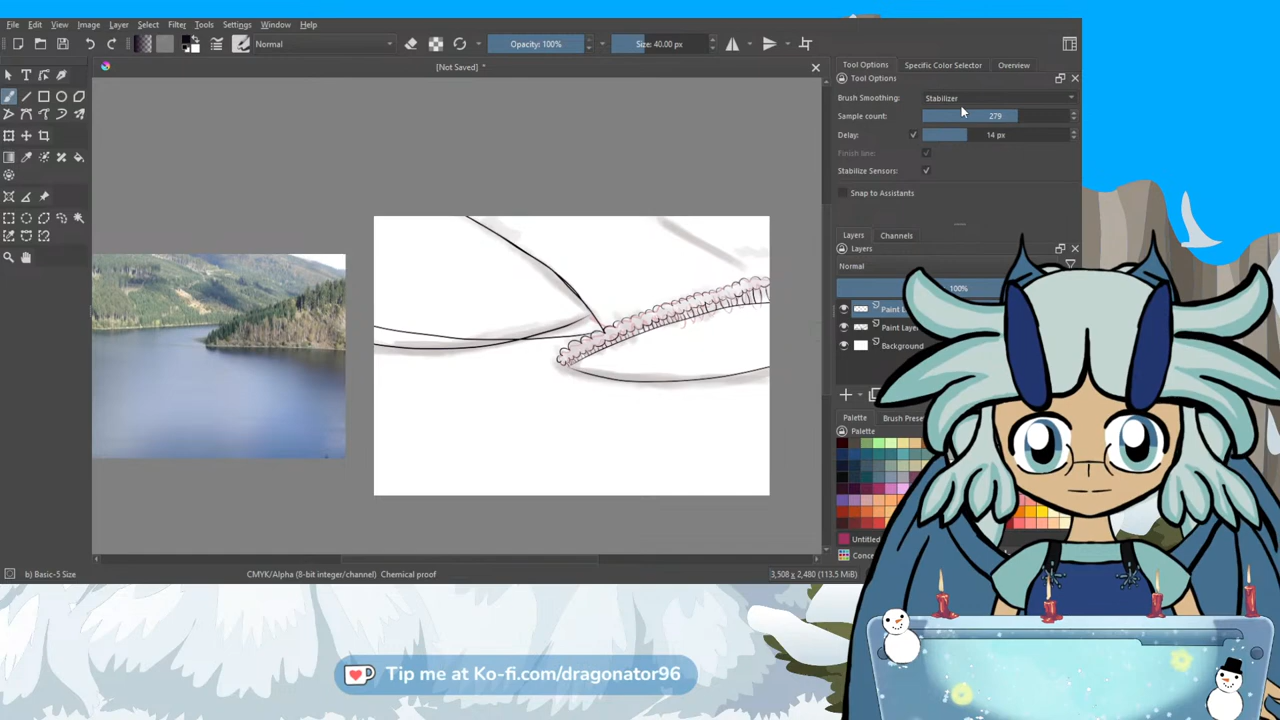 File Edit View Image Layer Select Filter Tools Settings Window Help
Normal
Opacity: 100%
Size: 40.00 px
[Not Saved] *
Tool Options Specific Color Selector Overview
Tool Options
Brush Smoothing: Stabilizer
Sample count: 279
Delay: 14 px
Finish line:
Stabilize Sensors:
Snap to Assistants
Layers Channels
Layers
Normal
100%
Paint L
Paint Laye
Background
Palette Brush Prese
Palette
Untitled
Conce
b) Basic-5 Size
CMYK/Alpha (8-bit integer/channel) Chemical proof
3,508 x 2,480 (113.5 MiB)
Tip me at Ko-fi.com/dragonator96